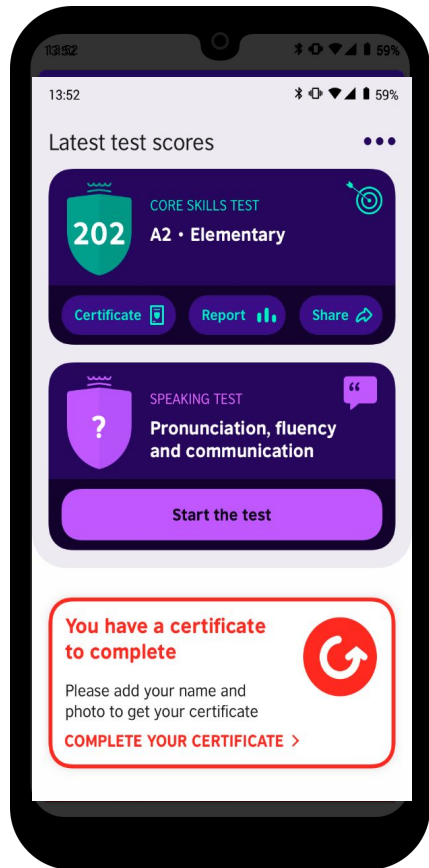 13:52
59%
13:52
59%
Latest test scores
202
CORE SKILLS TEST
A2 • Elementary
Certificate
Report
Share
?
SPEAKING TEST
“
Pronunciation, fluency
and communication
Start the test
You have a certificate
to complete
Please add your name and
photo to get your certificate
COMPLETE YOUR CERTIFICATE >